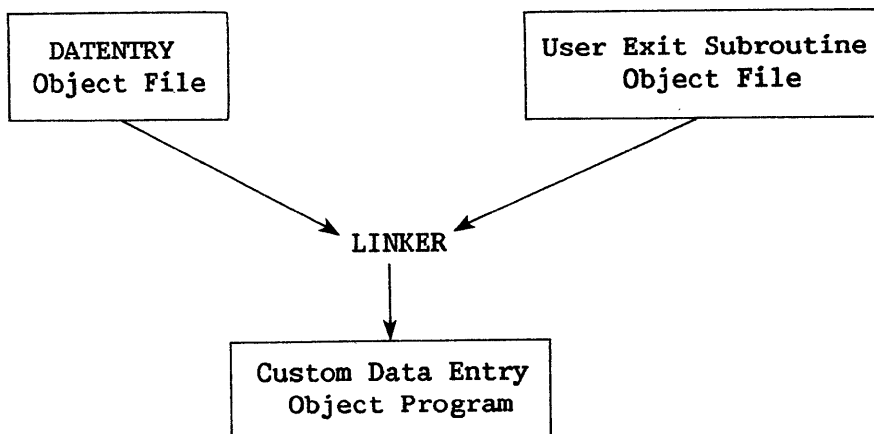 DATENTRY
Object File
User Exit Subroutine
Object File
LINKER
Custom Data Entry
Object Program